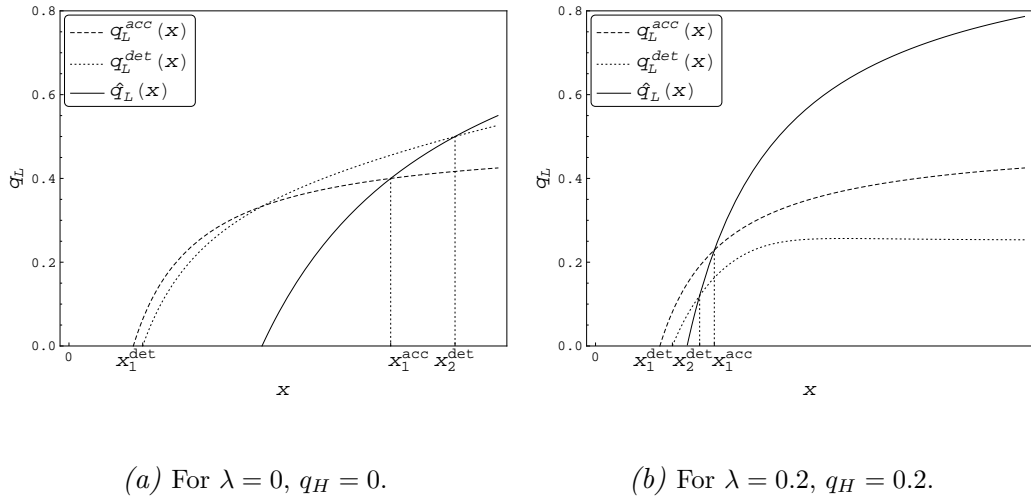 0.8
0.6
0.4
0.2
0.0
q_L
q_L^{acc}(x)
q_L^{det}(x)
\hat{q}_L(x)
0
x_1^{det} x_1^{acc} x_2^{det}
x
(a) For λ = 0, q_H = 0.
0.8
0.6
0.4
0.2
0.0
q_L
q_L^{acc}(x)
q_L^{det}(x)
\hat{q}_L(x)
0
x_1^{det} x_2^{det} x_1^{acc}
x
(b) For λ = 0.2, q_H = 0.2.